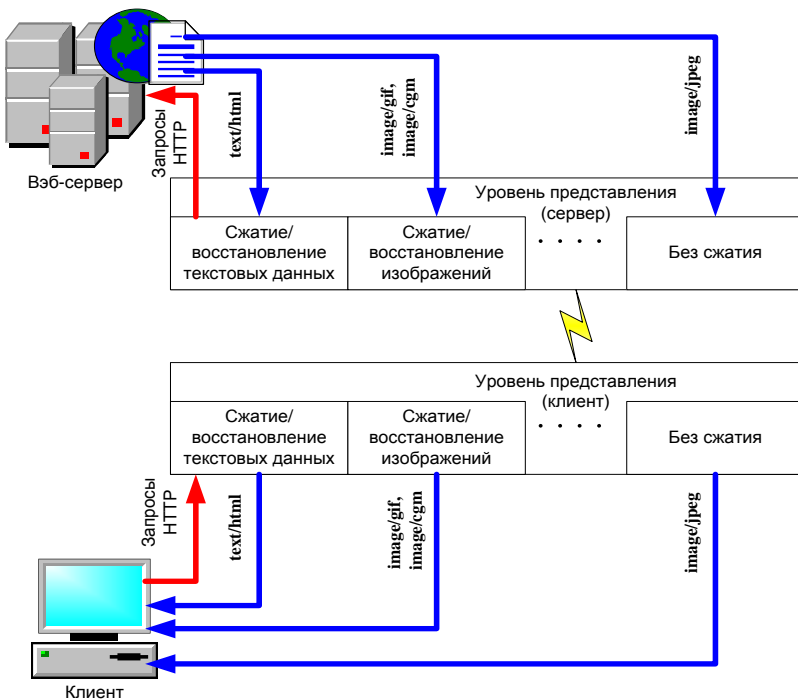 Вэб-сервер
Запросы
HTTP
text/html
image/gif,
image/cgm
image/jpeg
Уровень представления
(сервер)
Сжатие/
восстановление
текстовых данных
Сжатие/
восстановление
изображений
. . . .
Без сжатия
Уровень представления
(клиент)
Сжатие/
восстановление
текстовых данных
Сжатие/
восстановление
изображений
. . . .
Без сжатия
Запросы
HTTP
text/html
image/gif,
image/cgm
image/jpeg
Клиент